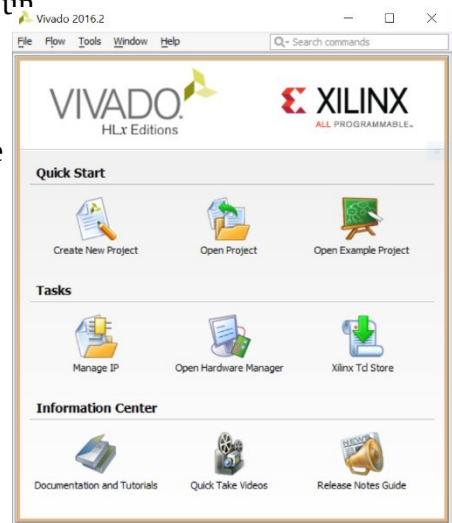 Vivado 2016.2
File Flow Tools Window Help Search commands
VIVADO.
HLx Editions
XILINX
ALL PROGRAMMABLE.
Quick Start
Create New Project Open Project Open Example Project
Tasks
Manage IP Open Hardware Manager Xilinx Tcl Store
Information Center
Documentation and Tutorials Quick Take Videos Release Notes Guide